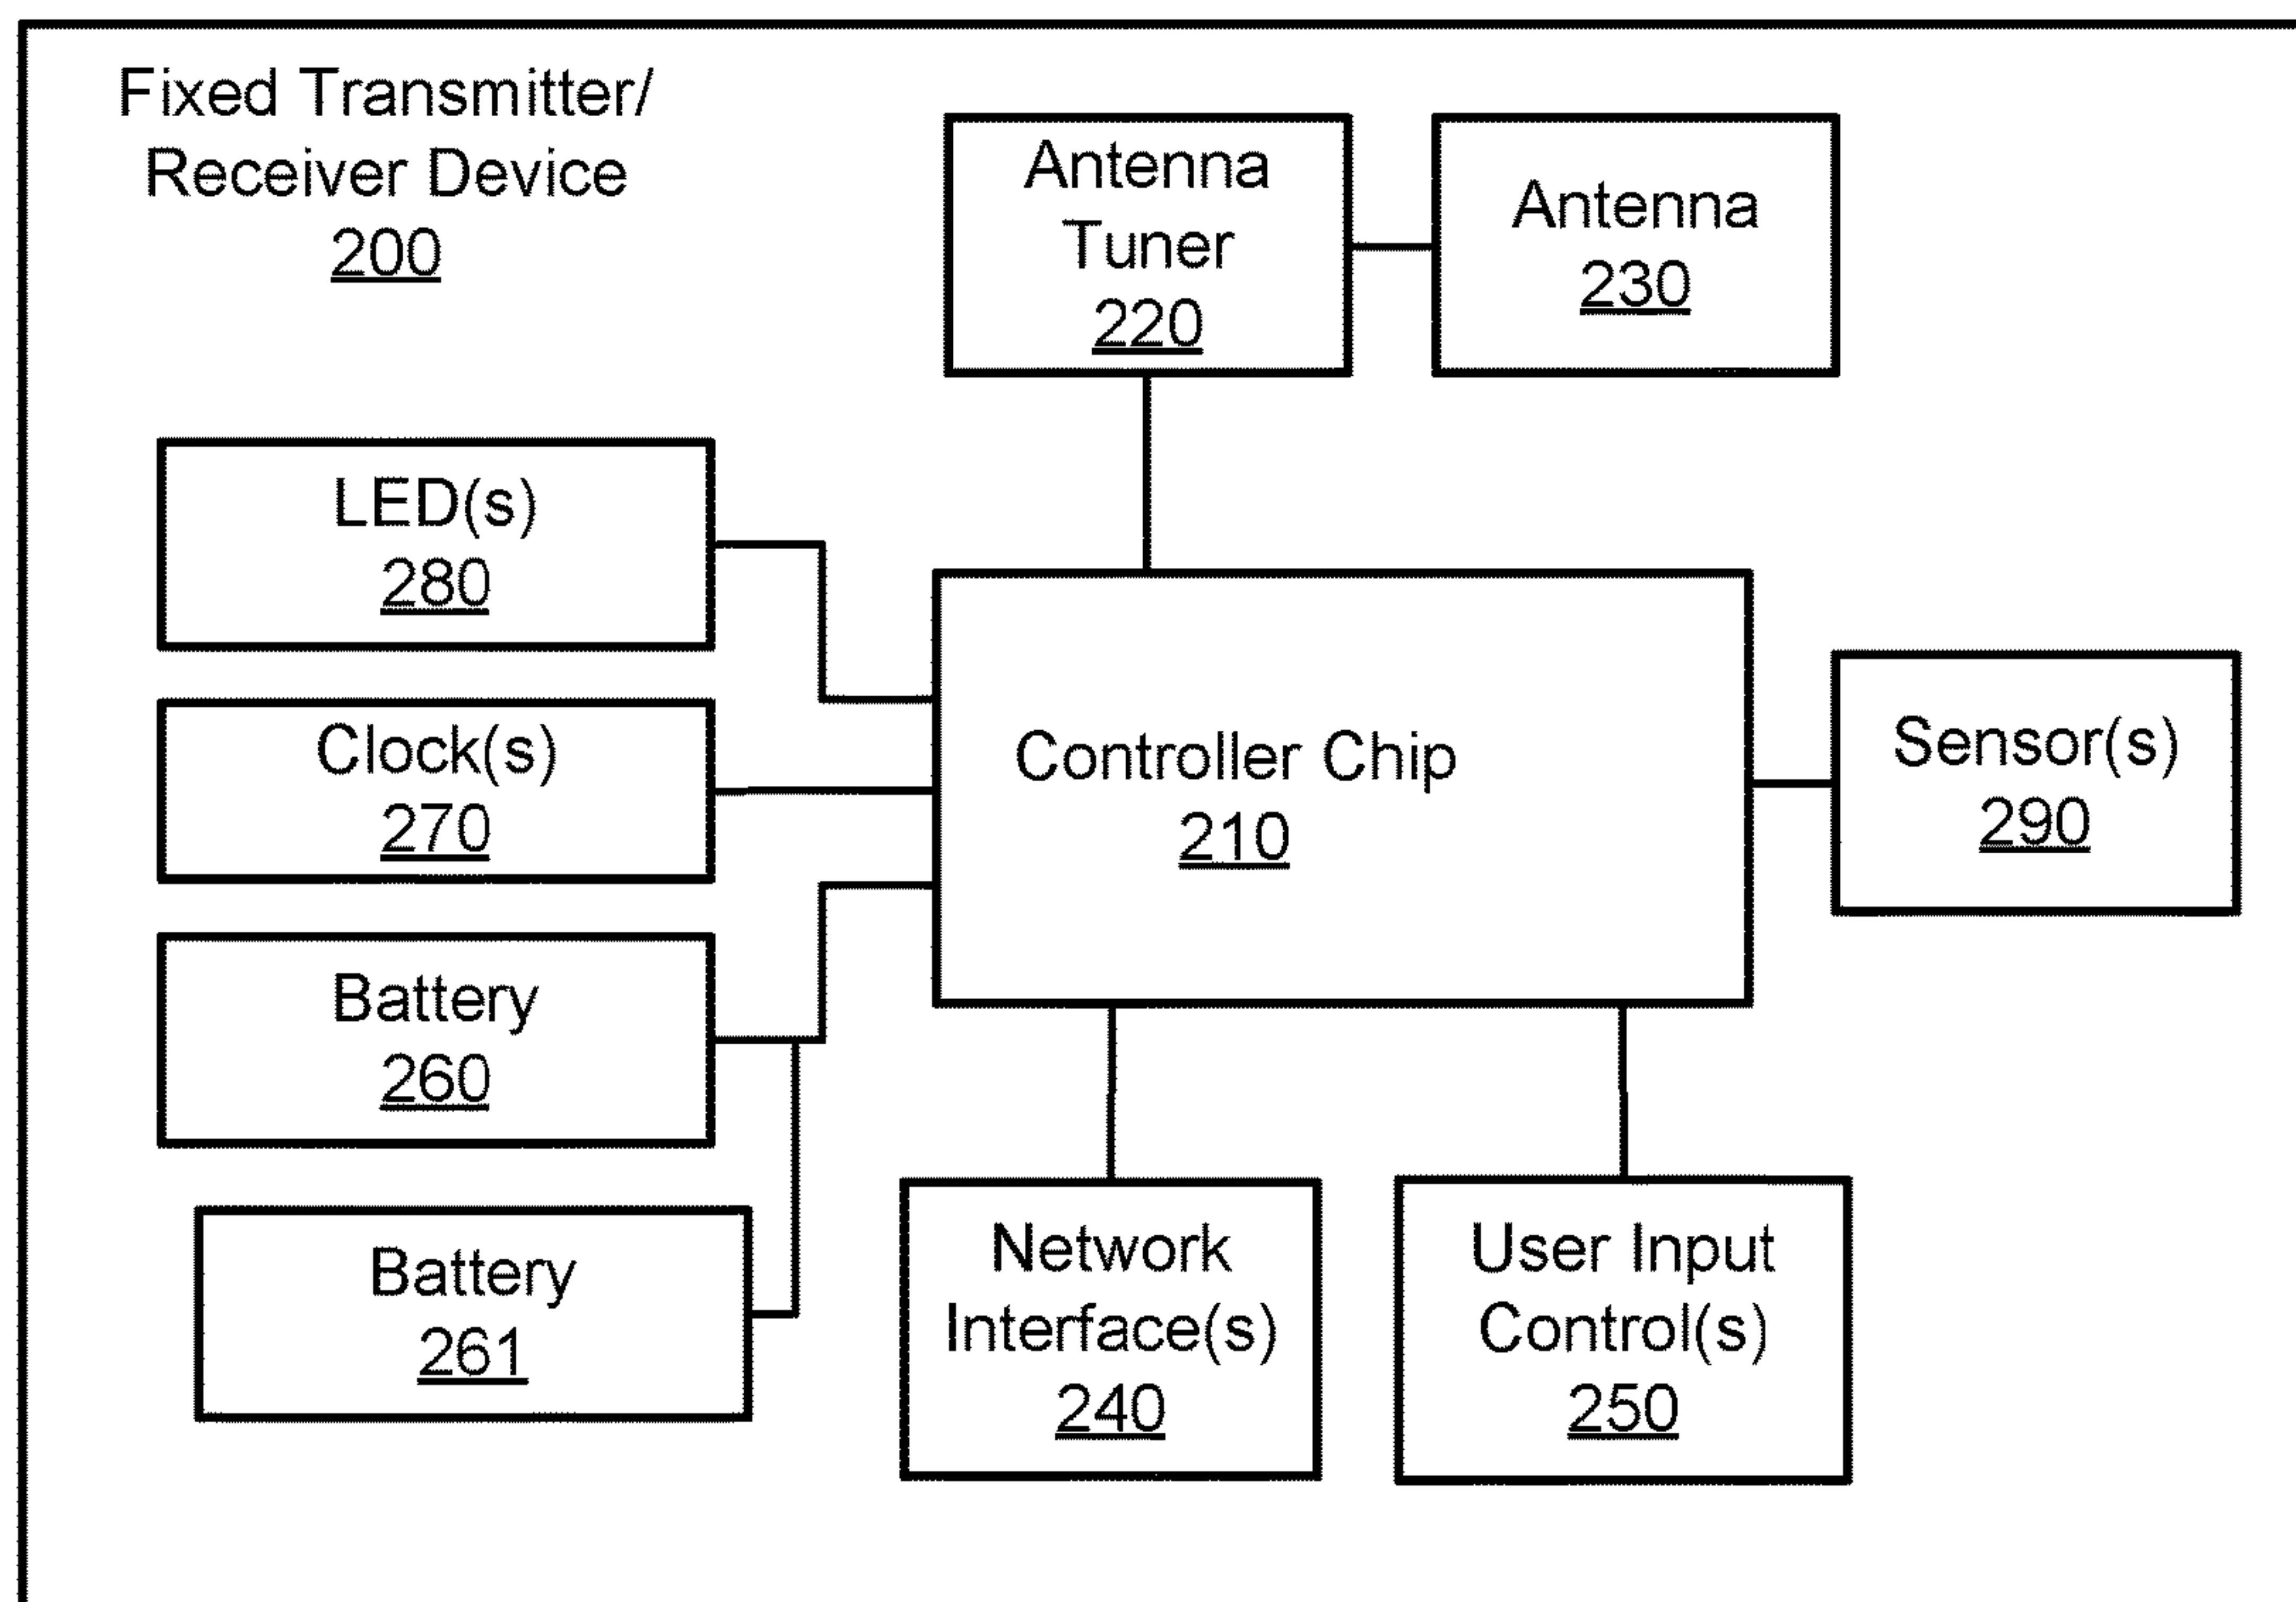 Fixed Transmitter/
Receiver Device
200
Antenna
Tuner
220
Antenna
230
LED(s)
280
Clock(s)
270
Battery
260
Battery
261
Controller Chip
210
Sensor(s)
290
Network
Interface(s)
240
User Input
Control(s)
250